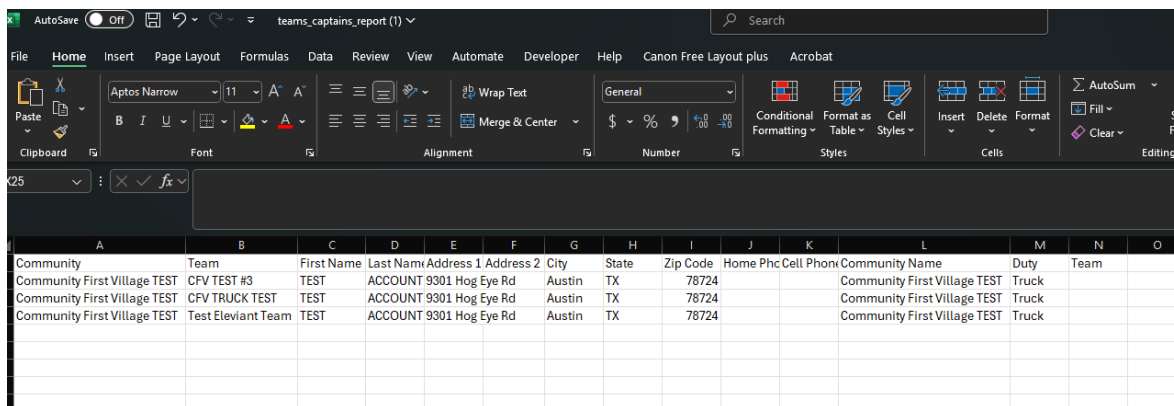 AutoSave Off teams_captains_report (1) Search
File Home Insert Page Layout Formulas Data Review View Automate Developer Help Canon Free Layout plus Acrobat
Paste Aptos Narrow 11 A A Wrap Text General Conditional Formatting Format as Table Cell Styles Insert Delete Format AutoSum
B I U A Merge & Center $ % 9 .00 Fill
Clear
Clipboard Font Alignment Number Styles Cells Editing
K25 fx
A B C D E F G H I J K L M N O
Community Team First Name Last Name Address 1 Address 2 City State Zip Code Home Pho Cell Phone Community Name Duty Team
Community First Village TEST CFV TEST #3 TEST ACCOUNT 9301 Hog Eye Rd Austin TX 78724 Community First Village TEST Truck
Community First Village TEST CFV TRUCK TEST TEST ACCOUNT 9301 Hog Eye Rd Austin TX 78724 Community First Village TEST Truck
Community First Village TEST Test Eleviant Team TEST ACCOUNT 9301 Hog Eye Rd Austin TX 78724 Community First Village TEST Truck